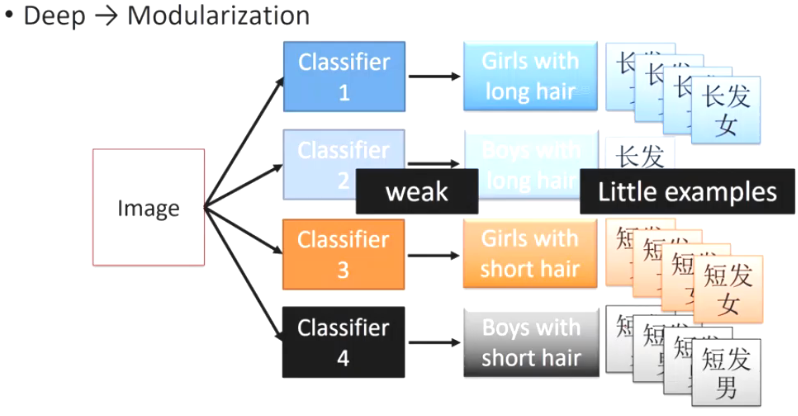 • Deep → Modularization
Image
Classifier
1
Girls with
long hair
长发
长发
女
Classifier
2
Boys with
long hair
长发
weak
Little examples
Classifier
3
Girls with
short hair
短发
女
Classifier
4
Boys with
short hair
短发
男